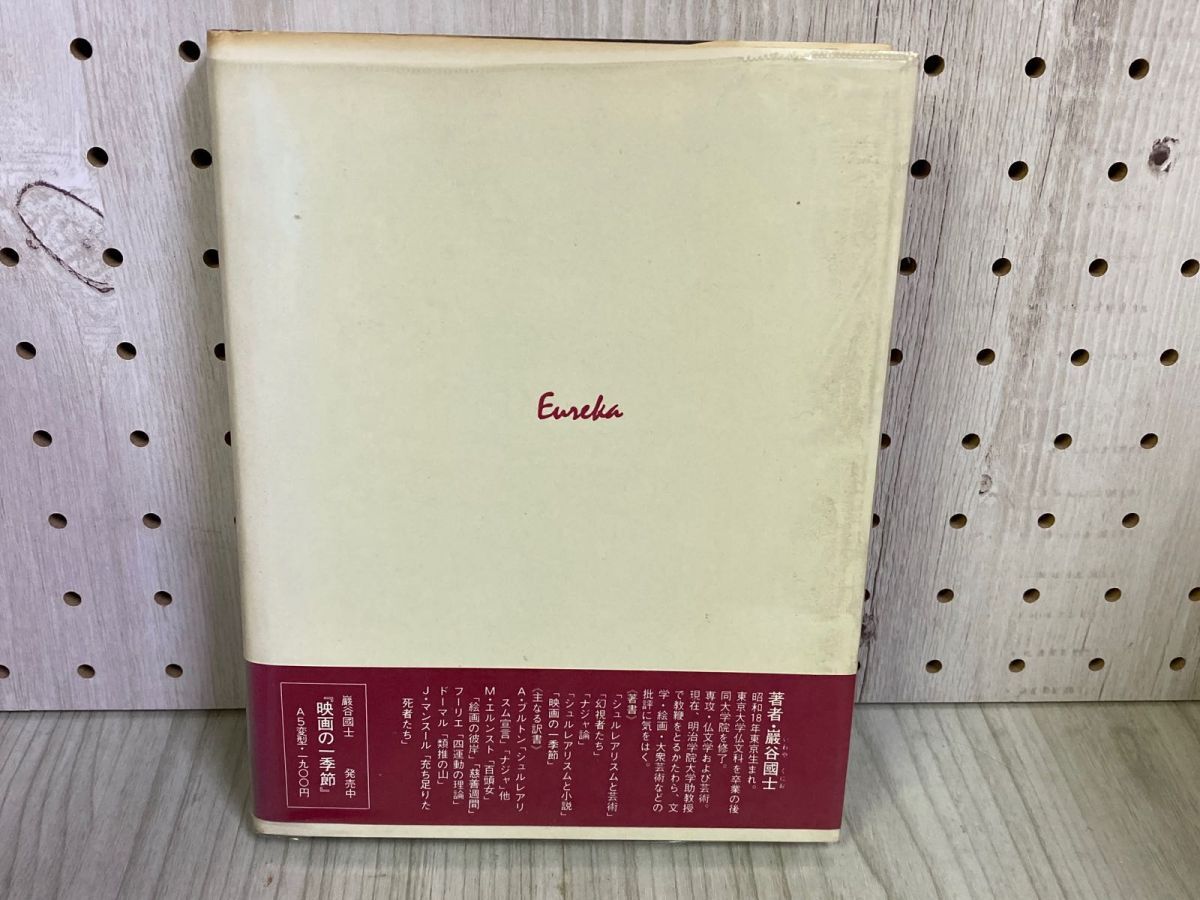 Eureka
著者・巖谷國士
いわや くにお
昭和18年東京生まれ。
東京大学仏文科を卒業の後
同大学院を修了。
専攻・仏文学および芸術。
現在、明治学院大学助教授
で教鞭をとるかたわら、文
学・絵画・大衆芸術などの
批評に気をはく。
〈著書〉
「シュルレアリスムと芸術」
「幻視者たち」
「ナジャ論」
「シュルレアリスムと小説」
「映画の一季節」
〈主なる訳書〉
A・ブルトン「シュルレアリ
スム宣言」「ナジャ」他
M・エルンスト「百頭女」
「絵画の彼岸」「慈善週間」
フーリエ「四運動の理論」
ドーマル「類推の山」
J・マンスール「充ち足りた
死者たち」
巖谷國士 発売中
『映画の一季節』
A5変型・一九〇〇円